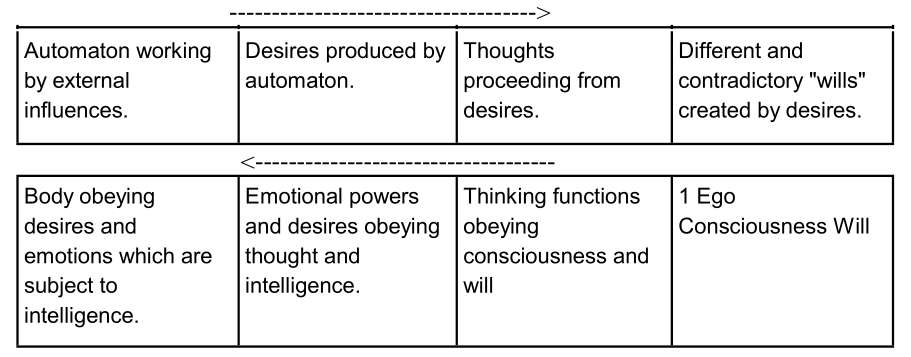 ------------------------------------->
Automaton working
by external
influences.
Desires produced by
automaton.
Thoughts
proceeding from
desires.
Different and
contradictory "wills"
created by desires.
<------------------------------------
Body obeying
desires and
emotions which are
subject to
intelligence.
Emotional powers
and desires obeying
thought and
intelligence.
Thinking functions
obeying
consciousness and
will
1 Ego
Consciousness Will